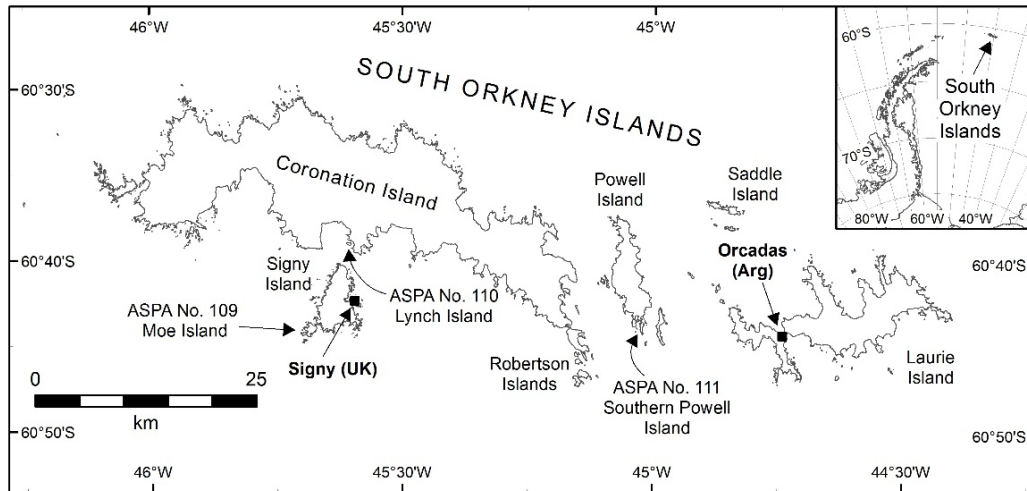 46°W
45°30'W
45°W
60°30'S
60°40'S
60°50'S
SOUTH ORKNEY ISLANDS
60°S
70°S
80°W
60°W
40°W
South
Orkney
Islands
Coronation Island
Powell
Island
Saddle
Island
Signy
Island
Orcadas
(Arg)
60°40'S
ASPA No. 109
Moe Island
ASPA No. 110
Lynch Island
Signy (UK)
Robertson
Islands
ASPA No. 111
Southern Powell
Island
Laurie
Island
0
25
km
60°50'S
46°W
45°30'W
45°W
44°30'W